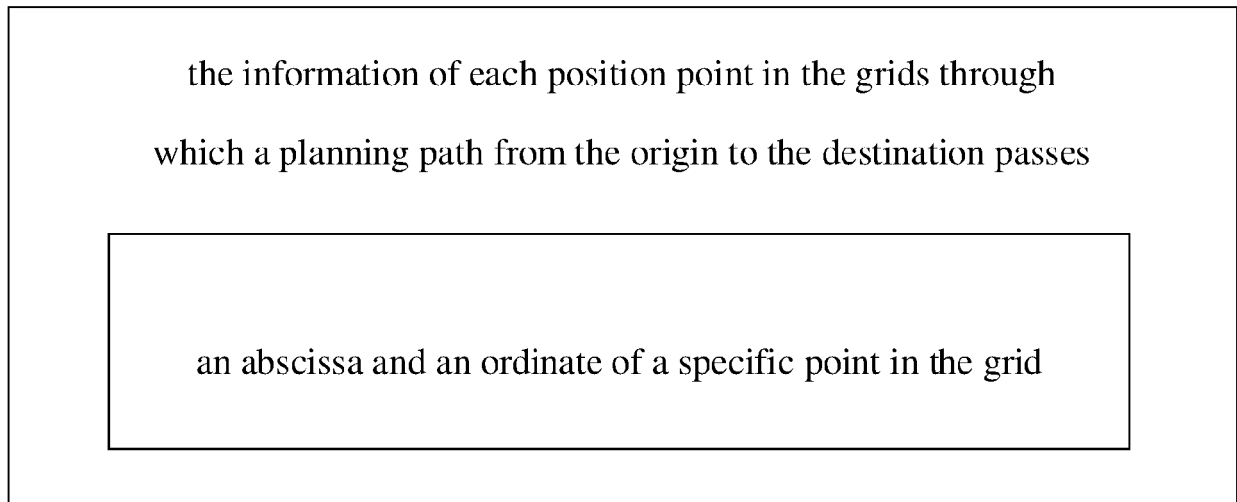 the information of each position point in the grids through
which a planning path from the origin to the destination passes
an abscissa and an ordinate of a specific point in the grid